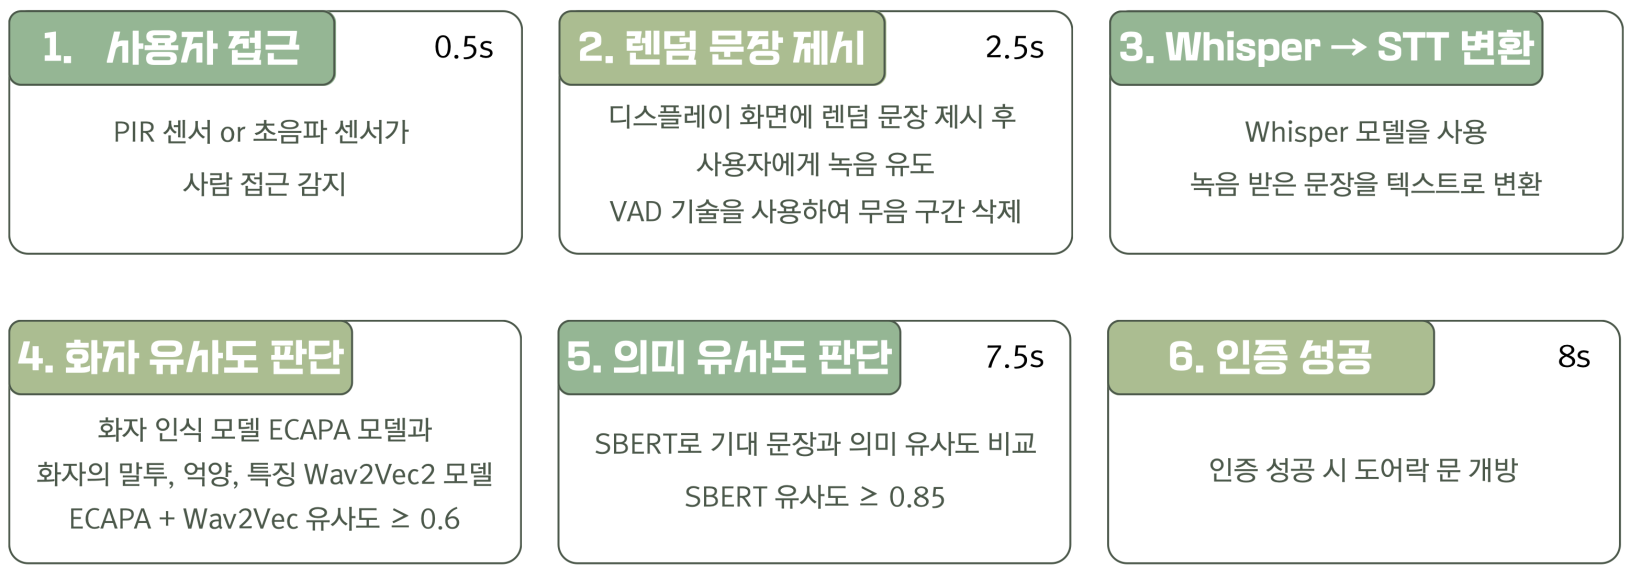 1. 사용자 접근
0.5s
PIR 센서 or 초음파 센서가
사람 접근 감지
2. 렌덤 문장 제시
2.5s
디스플레이 화면에 렌덤 문장 제시 후
사용자에게 녹음 유도
VAD 기술을 사용하여 무음 구간 삭제
3. Whisper → STT 변환
Whisper 모델을 사용
녹음 받은 문장을 텍스트로 변환
4. 화자 유사도 판단
화자 인식 모델 ECAPA 모델과
화자의 말투, 억양, 특징 Wav2Vec2 모델
ECAPA + Wav2Vec 유사도 ≥ 0.6
5. 의미 유사도 판단
7.5s
SBERT로 기대 문장과 의미 유사도 비교
SBERT 유사도 ≥ 0.85
6. 인증 성공
8s
인증 성공 시 도어락 문 개방